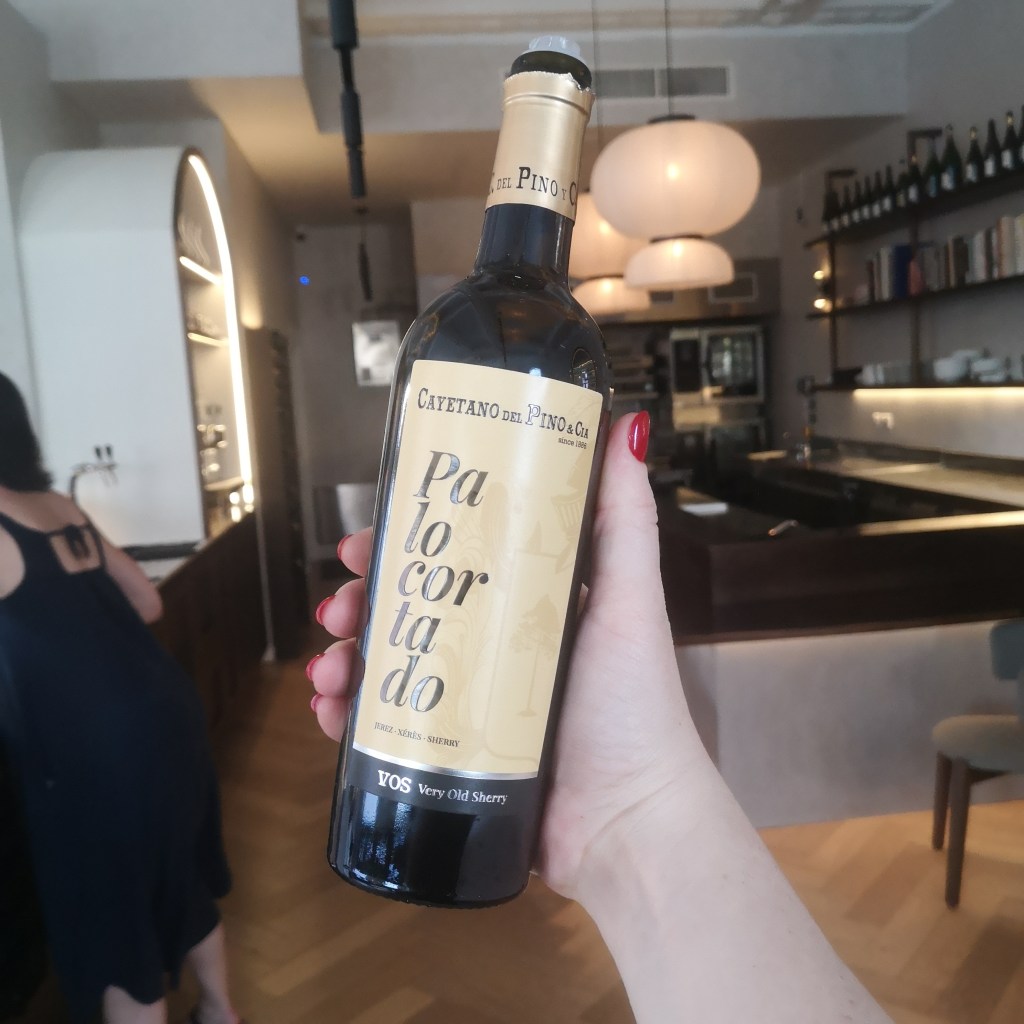 DEL PINO Y C
CAYETANO DEL PINO & CIA
since 1886
Pa
lo
cor
ta
do
JEREZ - XÉRÈS - SHERRY
VOS Very Old Sherry